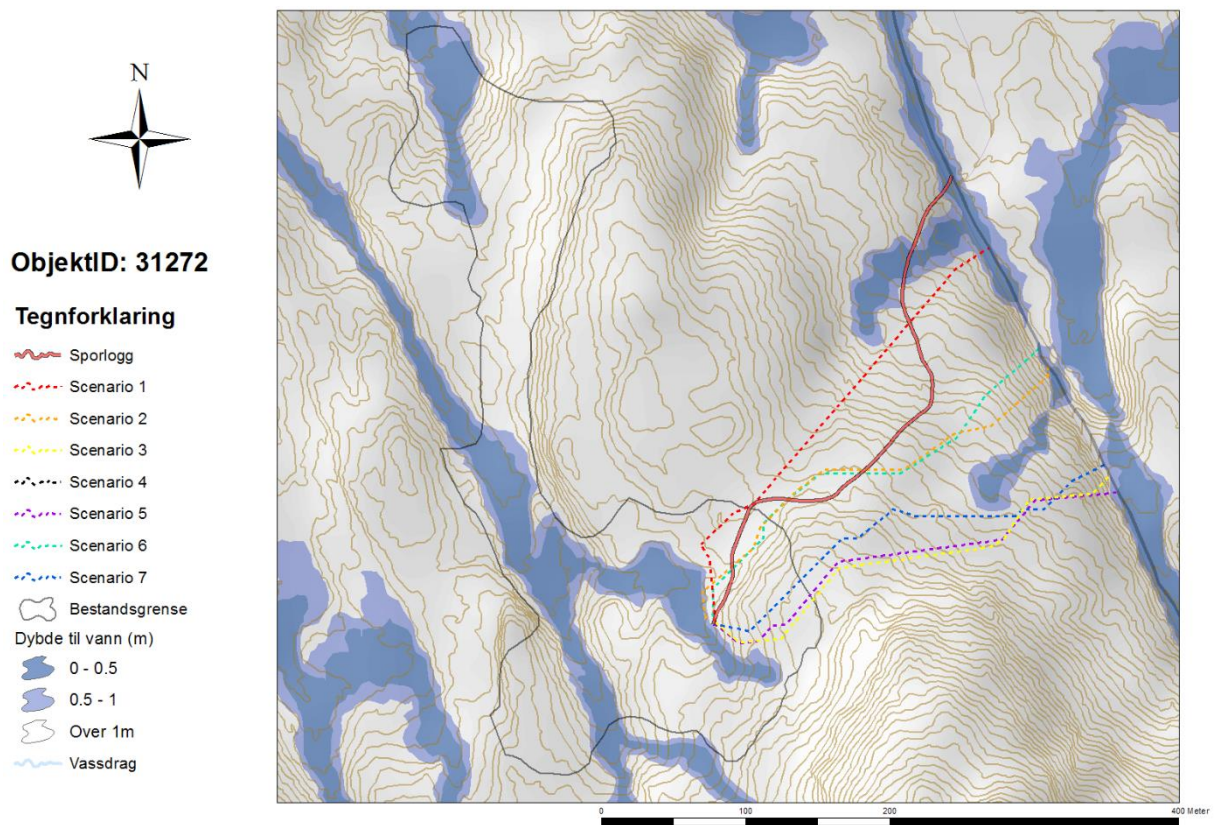 N
ObjektID: 31272
Tegnforklaring
Sporlogg
Scenario 1
Scenario 2
Scenario 3
Scenario 4
Scenario 5
Scenario 6
Scenario 7
Bestandsgrense
Dybde til vann (m)
0 - 0.5
0.5 - 1
Over 1m
Vassdrag
0 100 200 400 Meter